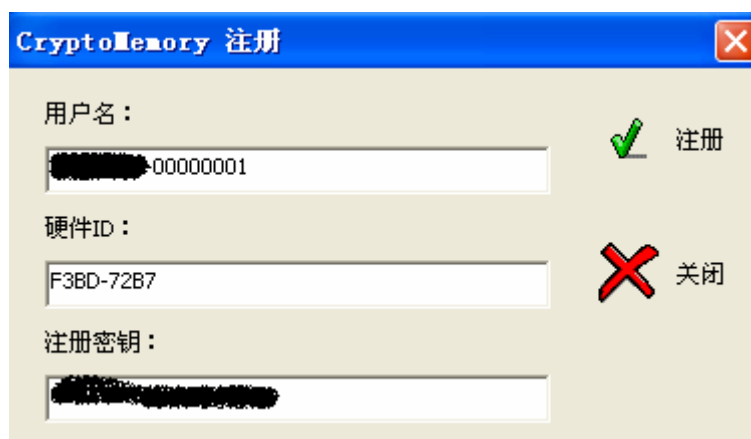 CryptoMemory 注册
用户名：
-00000001
注册
硬件ID：
F3BD-72B7
关闭
注册密钥：